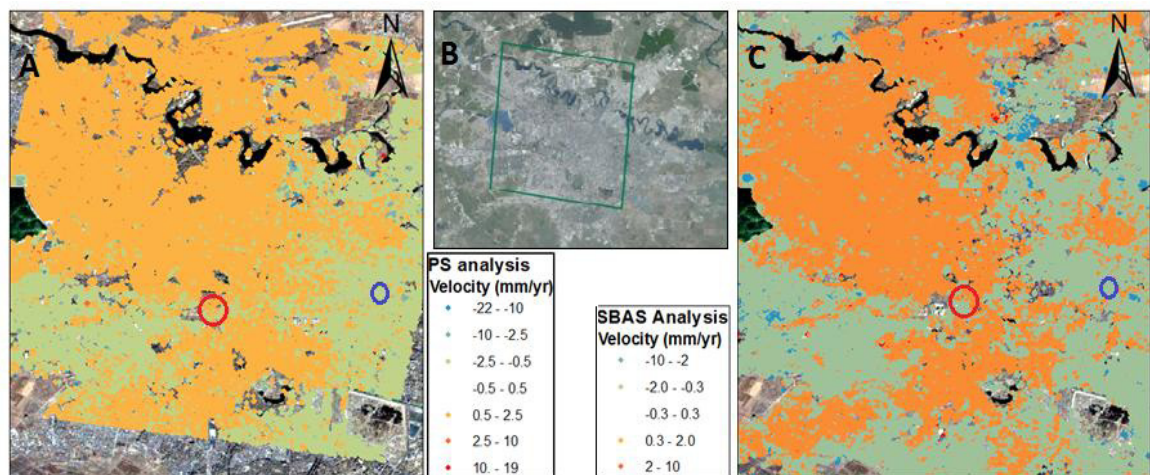 A
N
B
C
N
PS analysis
Velocity (mm/yr)
-22 - -10
-10 - -2.5
-2.5 - -0.5
-0.5 - 0.5
0.5 - 2.5
2.5 - 10
10. - 19
SBAS Analysis
Velocity (mm/yr)
-10 - -2
-2.0 - -0.3
-0.3 - 0.3
0.3 - 2.0
2 - 10